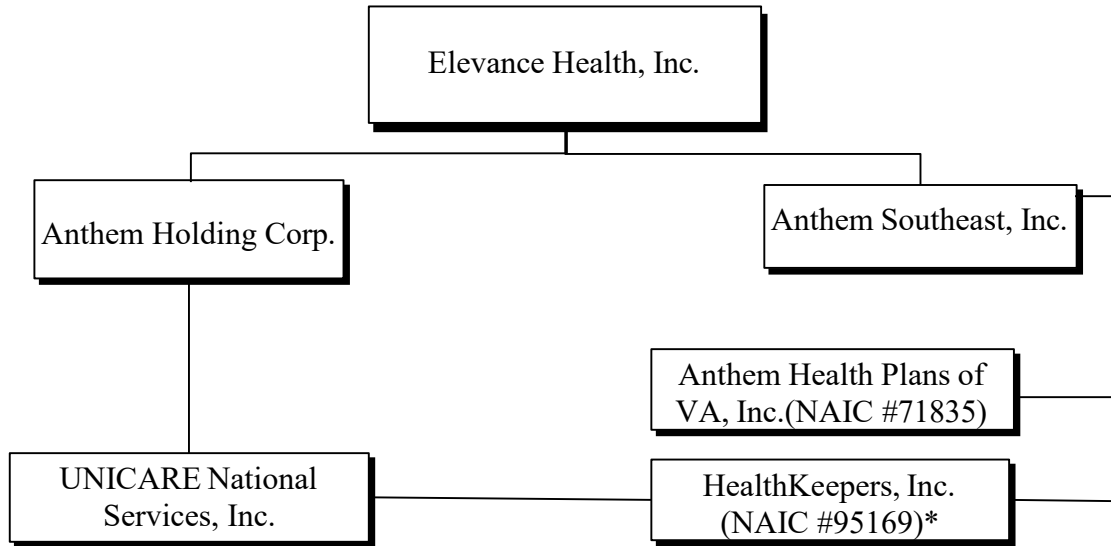 Elevance Health, Inc.
Anthem Holding Corp.
Anthem Southeast, Inc.
Anthem Health Plans of
VA, Inc.(NAIC #71835)
UNICARE National
Services, Inc.
HealthKeepers, Inc.
(NAIC #95169)*